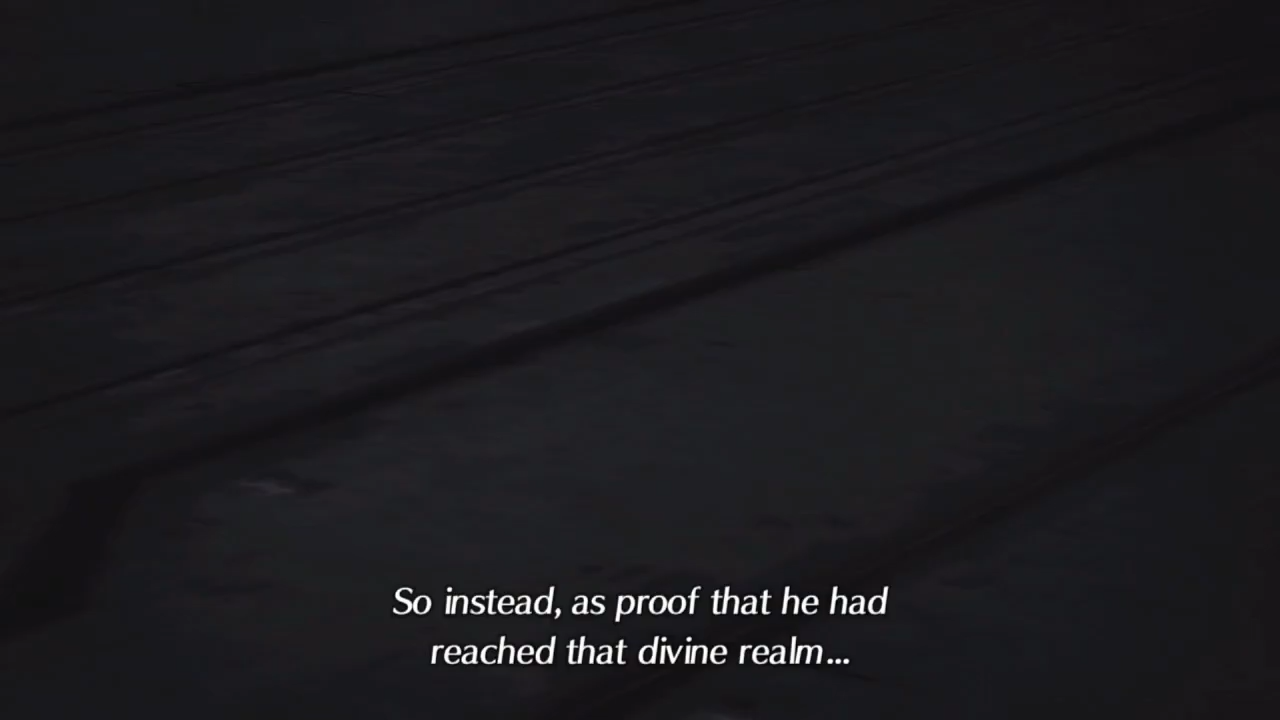 So instead, as proof that he had
reached that divine realm...